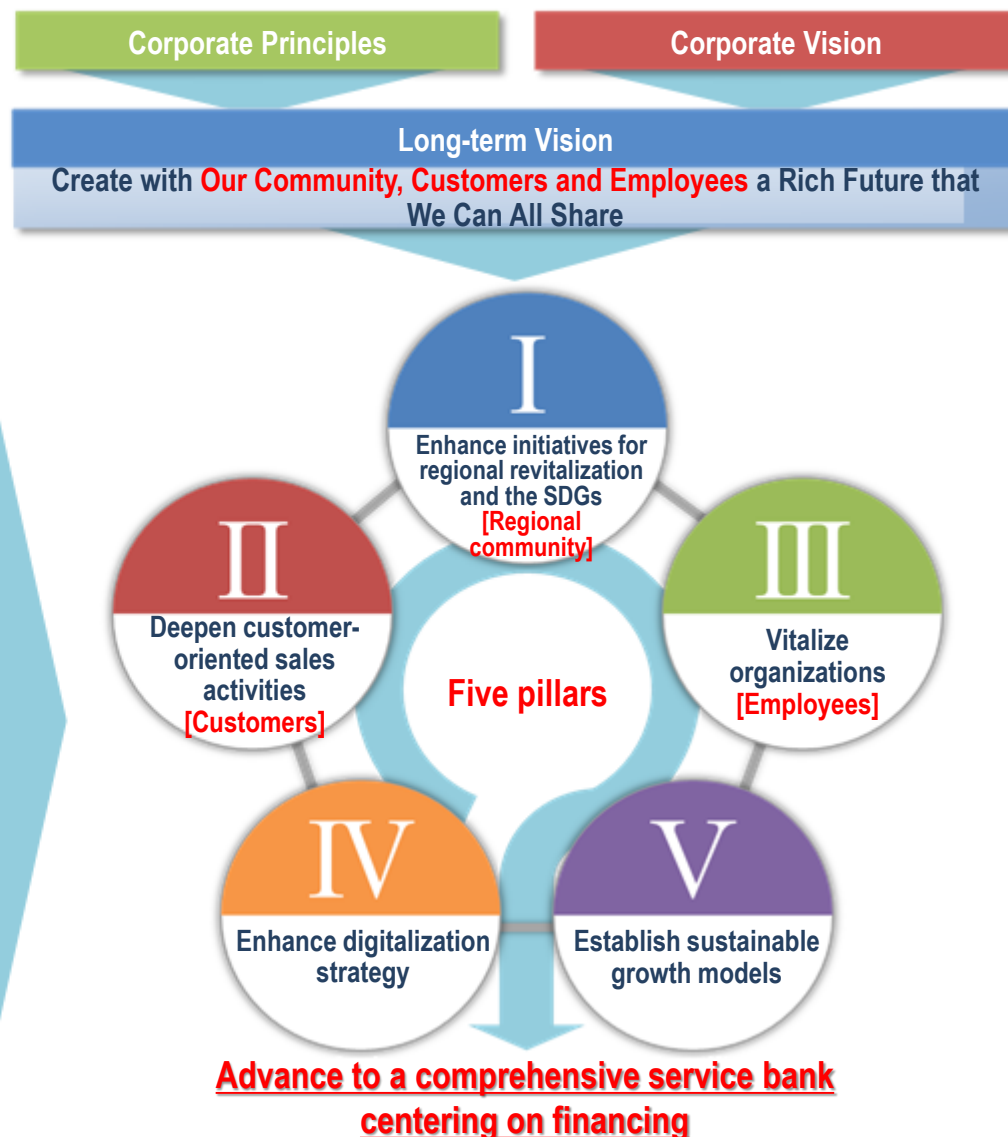 Corporate Principles
Corporate Vision
Long-term Vision
Create with Our Community, Customers and Employees a Rich Future that
We Can All Share
I
Enhance initiatives for
regional revitalization
and the SDGs
[Regional
community]
II
Deepen customer-
oriented sales
activities
[Customers]
III
Vitalize
organizations
[Employees]
Five pillars
IV
Enhance digitalization
strategy
V
Establish sustainable
growth models
Advance to a comprehensive service bank
centering on financing